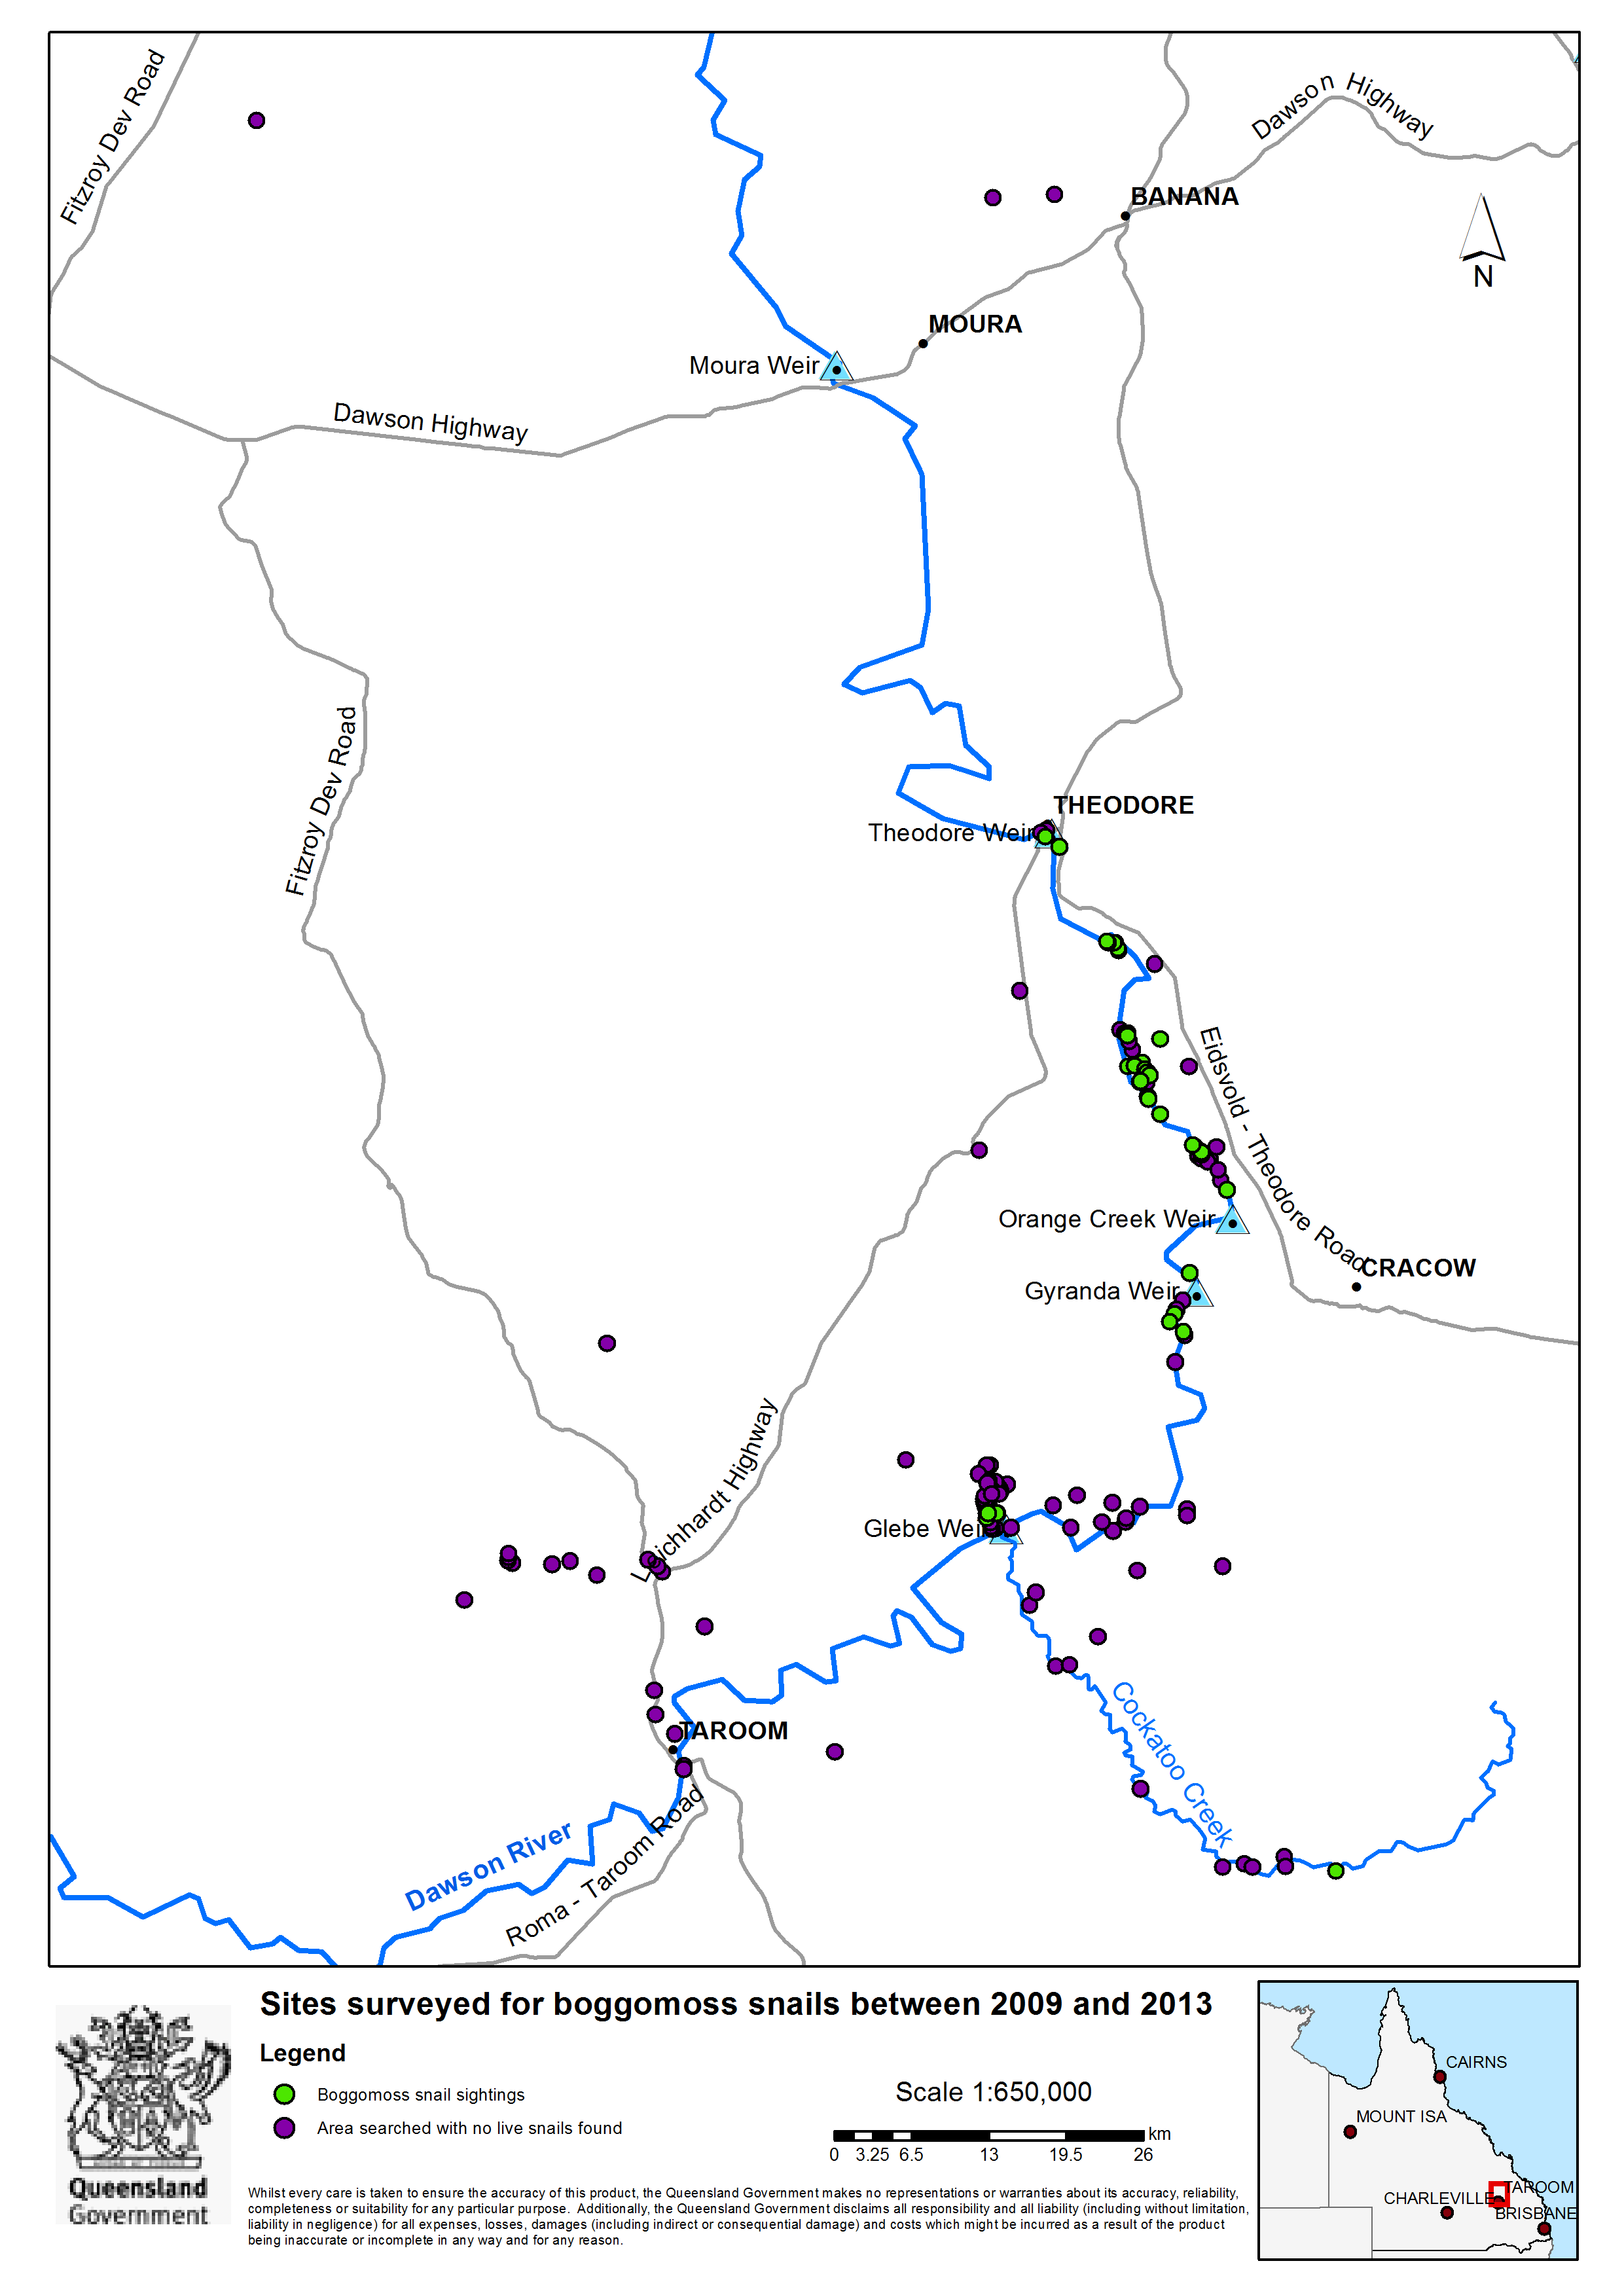 Fitzroy Dev Road
Dawson Highway
BANANA
N
MOURA
Moura Weir
Dawson Highway
Fitzroy Dev Road
THEODORE
Theodore Weir
Eidsvold - Theodore Road
Orange Creek Weir
CRACOW
Gyranda Weir
Leichhardt Highway
Glebe Weir
Cockatoo Creek
TAROOM
Dawson River
Roma - Taroom Road
Sites surveyed for boggomoss snails between 2009 and 2013
Legend
Boggomoss snail sightings
Area searched with no live snails found
Scale 1:650,000
km
0 3.25 6.5 13 19.5 26
Queensland
Government
Whilst every care is taken to ensure the accuracy of this product, the Queensland Government makes no representations or warranties about its accuracy, reliability,
completeness or suitability for any particular purpose. Additionally, the Queensland Government disclaims all responsibility and all liability (including without limitation,
liability in negligence) for all expenses, losses, damages (including indirect or consequential damage) and costs which might be incurred as a result of the product
being inaccurate or incomplete in any way and for any reason.
CAIRNS
MOUNT ISA
TAROOM
CHARLEVILLE
BRISBANE